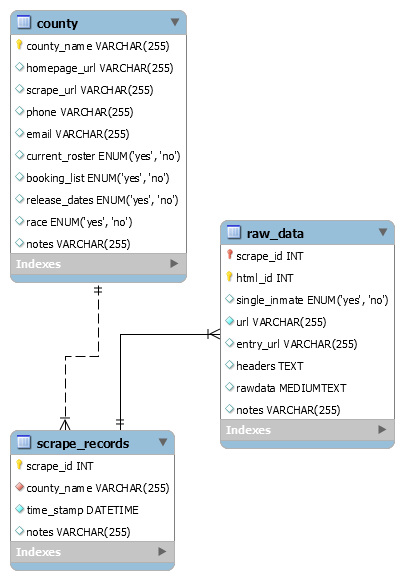 county
county_name VARCHAR(255)
homepage_url VARCHAR(255)
scrape_url VARCHAR(255)
phone VARCHAR(255)
email VARCHAR(255)
current_roster ENUM('yes', 'no')
booking_list ENUM('yes', 'no')
release_dates ENUM('yes', 'no')
race ENUM('yes', 'no')
notes VARCHAR(255)
Indexes
raw_data
scrape_id INT
html_id INT
single_inmate ENUM('yes', 'no')
url VARCHAR(255)
entry_url VARCHAR(255)
headers TEXT
rawdata MEDIUMTEXT
notes VARCHAR(255)
Indexes
scrape_records
scrape_id INT
county_name VARCHAR(255)
time_stamp DATETIME
notes VARCHAR(255)
Indexes